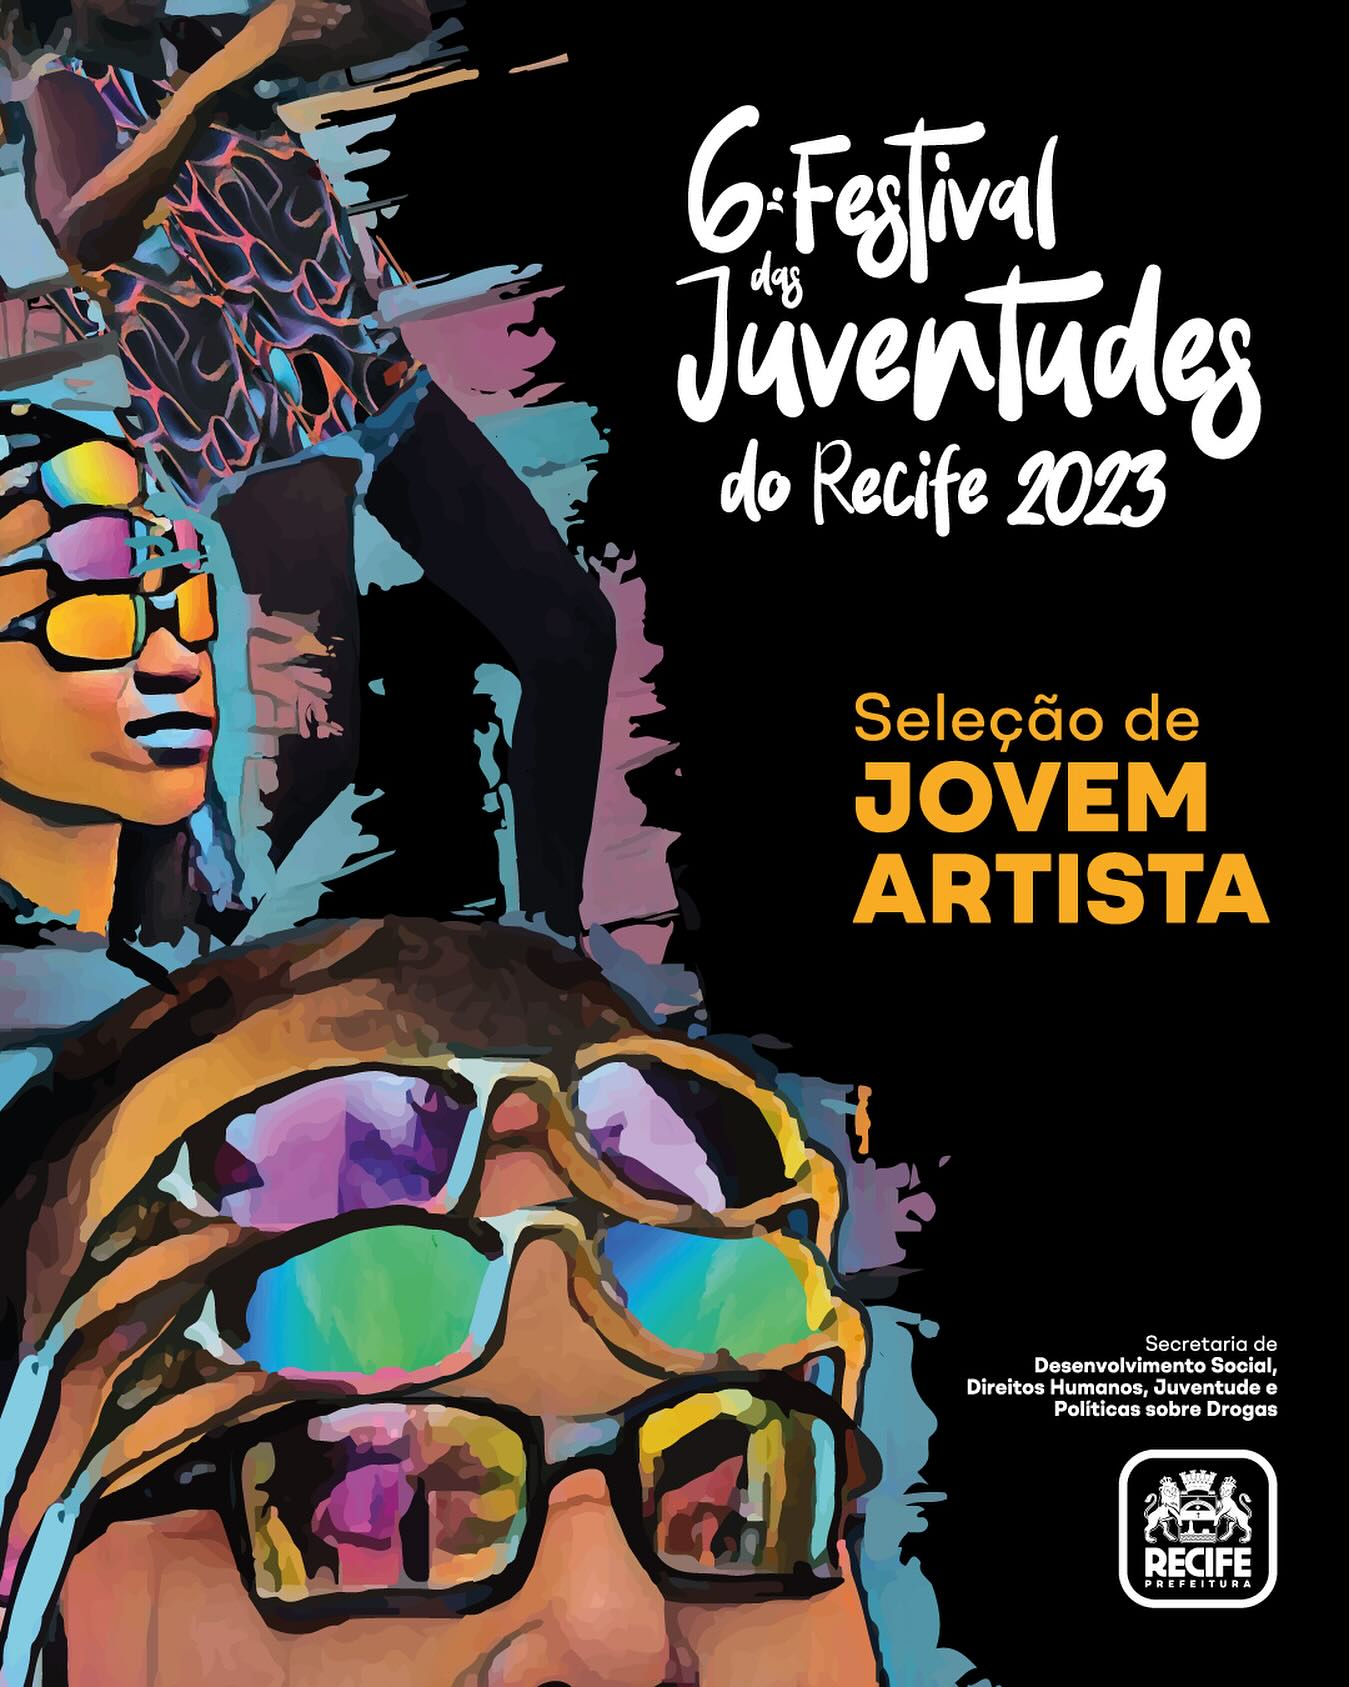 6º Festival
das
Juventudes
do Recife 2023
Seleção de
JOVEM
ARTISTA
Secretaria de
Desenvolvimento Social,
Direitos Humanos, Juventude e
Políticas sobre Drogas
RECIFE
PREFEITURA